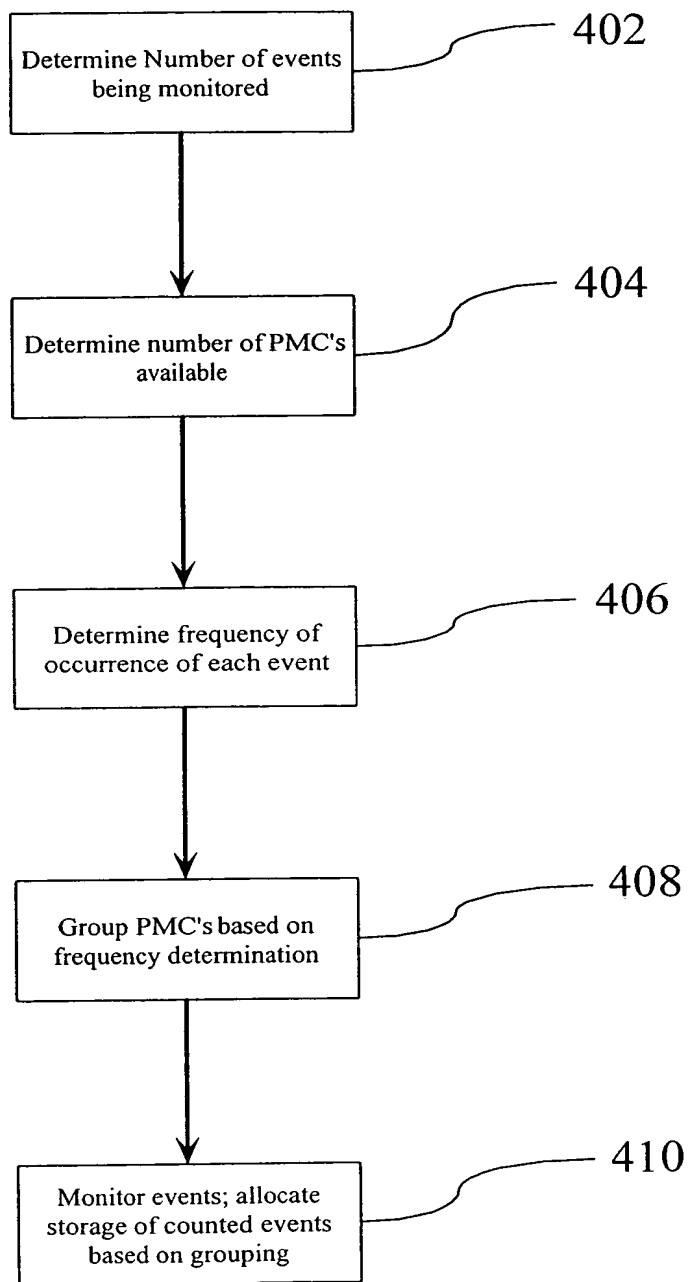 402
Determine Number of events
being monitored
404
Determine number of PMC's
available
406
Determine frequency of
occurrence of each event
408
Group PMC's based on
frequency determination
410
Monitor events; allocate
storage of counted events
based on grouping